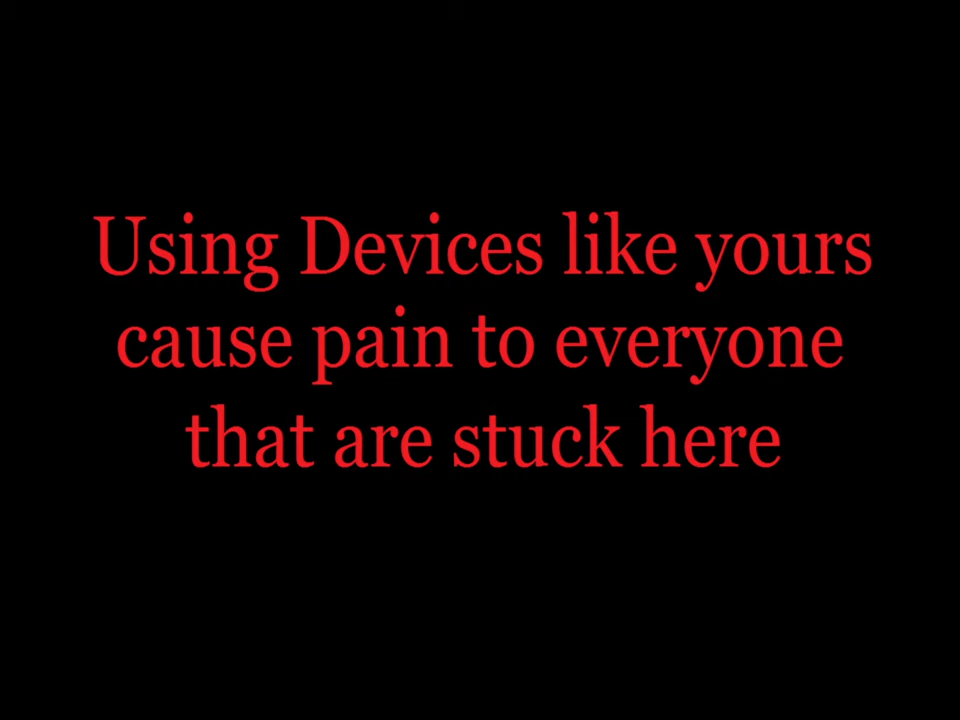 Using Devices like yours
cause pain to everyone
that are stuck here